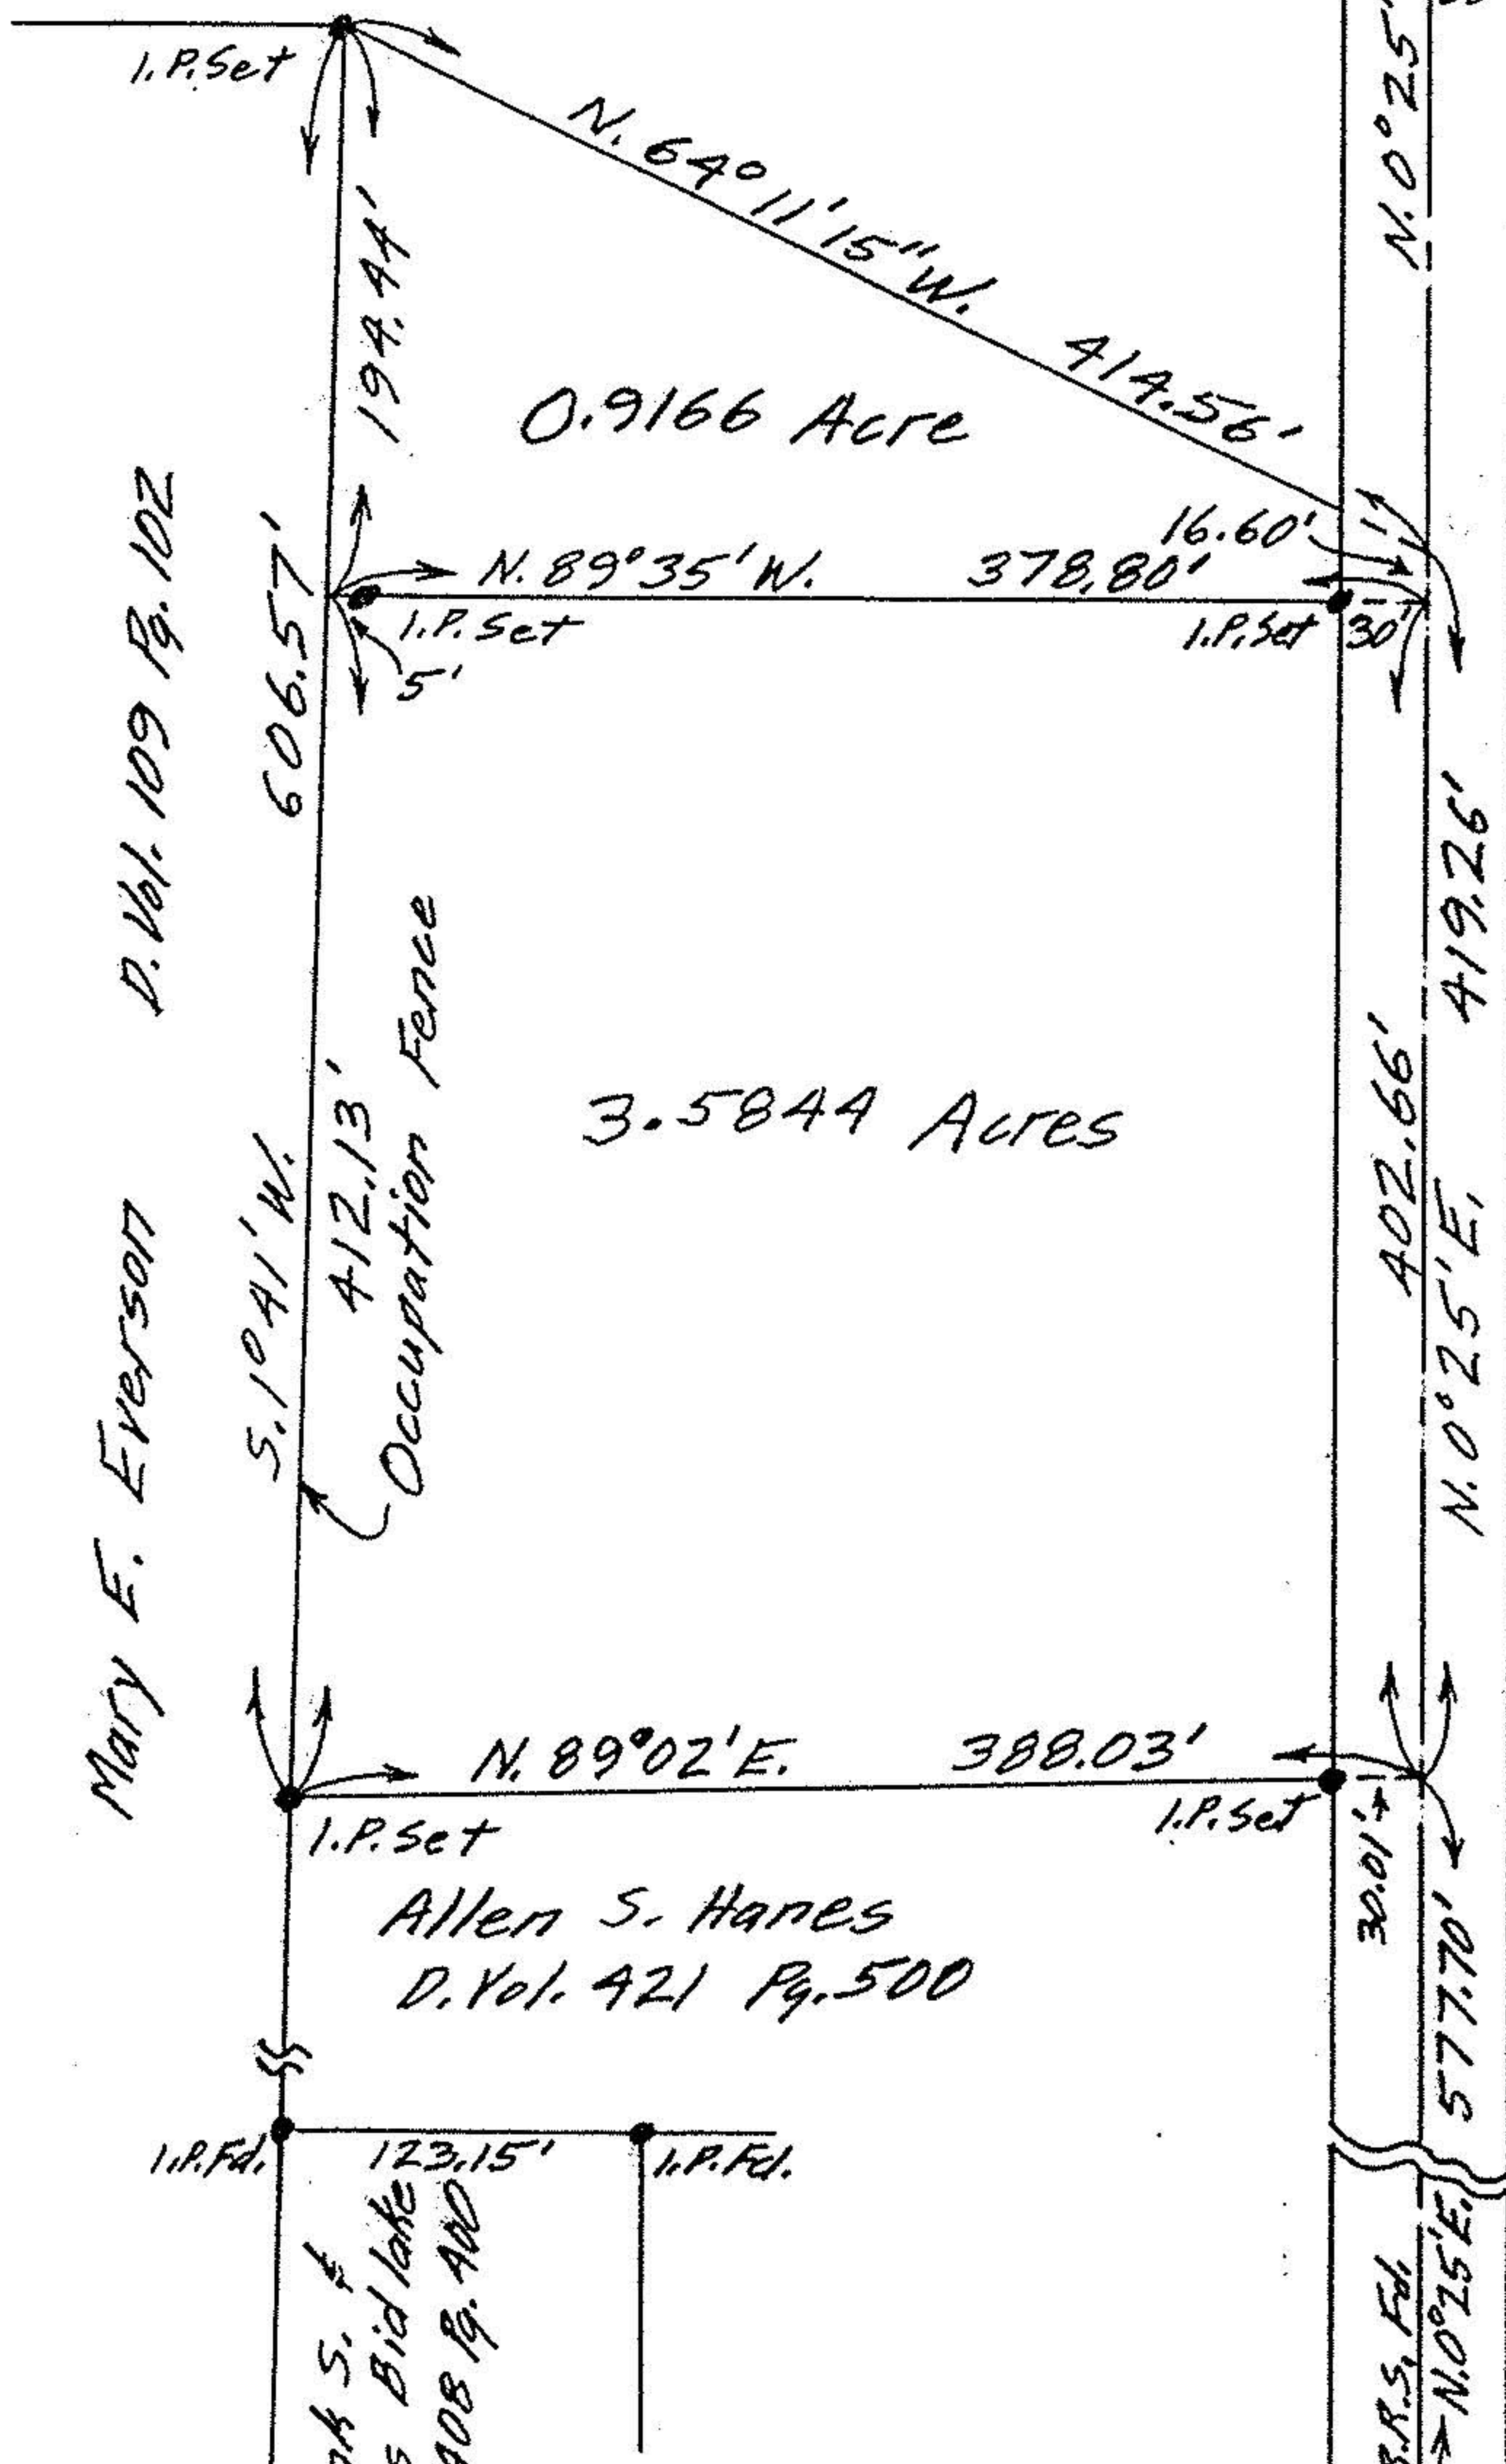 I.P. Set
N. 0° 25'
N. 64° 11' 15" W. 414.56'
194.44'
0.9166 Acre
16.60'
N. 89° 35' W. 378.80'
I.P. Set
5'
I.P. Set
30'
606.57'
S. 1° 41' W.
412.13'
Occupation Fence
Mary E. Everson D. Vol. 109 Pg. 102
3.5844 Acres
402.66'
N. 0° 25' E. 419.26'
N. 89° 02' E. 388.03'
I.P. Set
I.P. Set
30.01'
577.70'
Allen S. Hanes
D. Vol. 421 Pg. 500
I.P. Fd.
123.15'
I.P. Fd.
S. &
Bidlake
408 Pg. 400
R.S. Fd.
N. 0° 25' E.